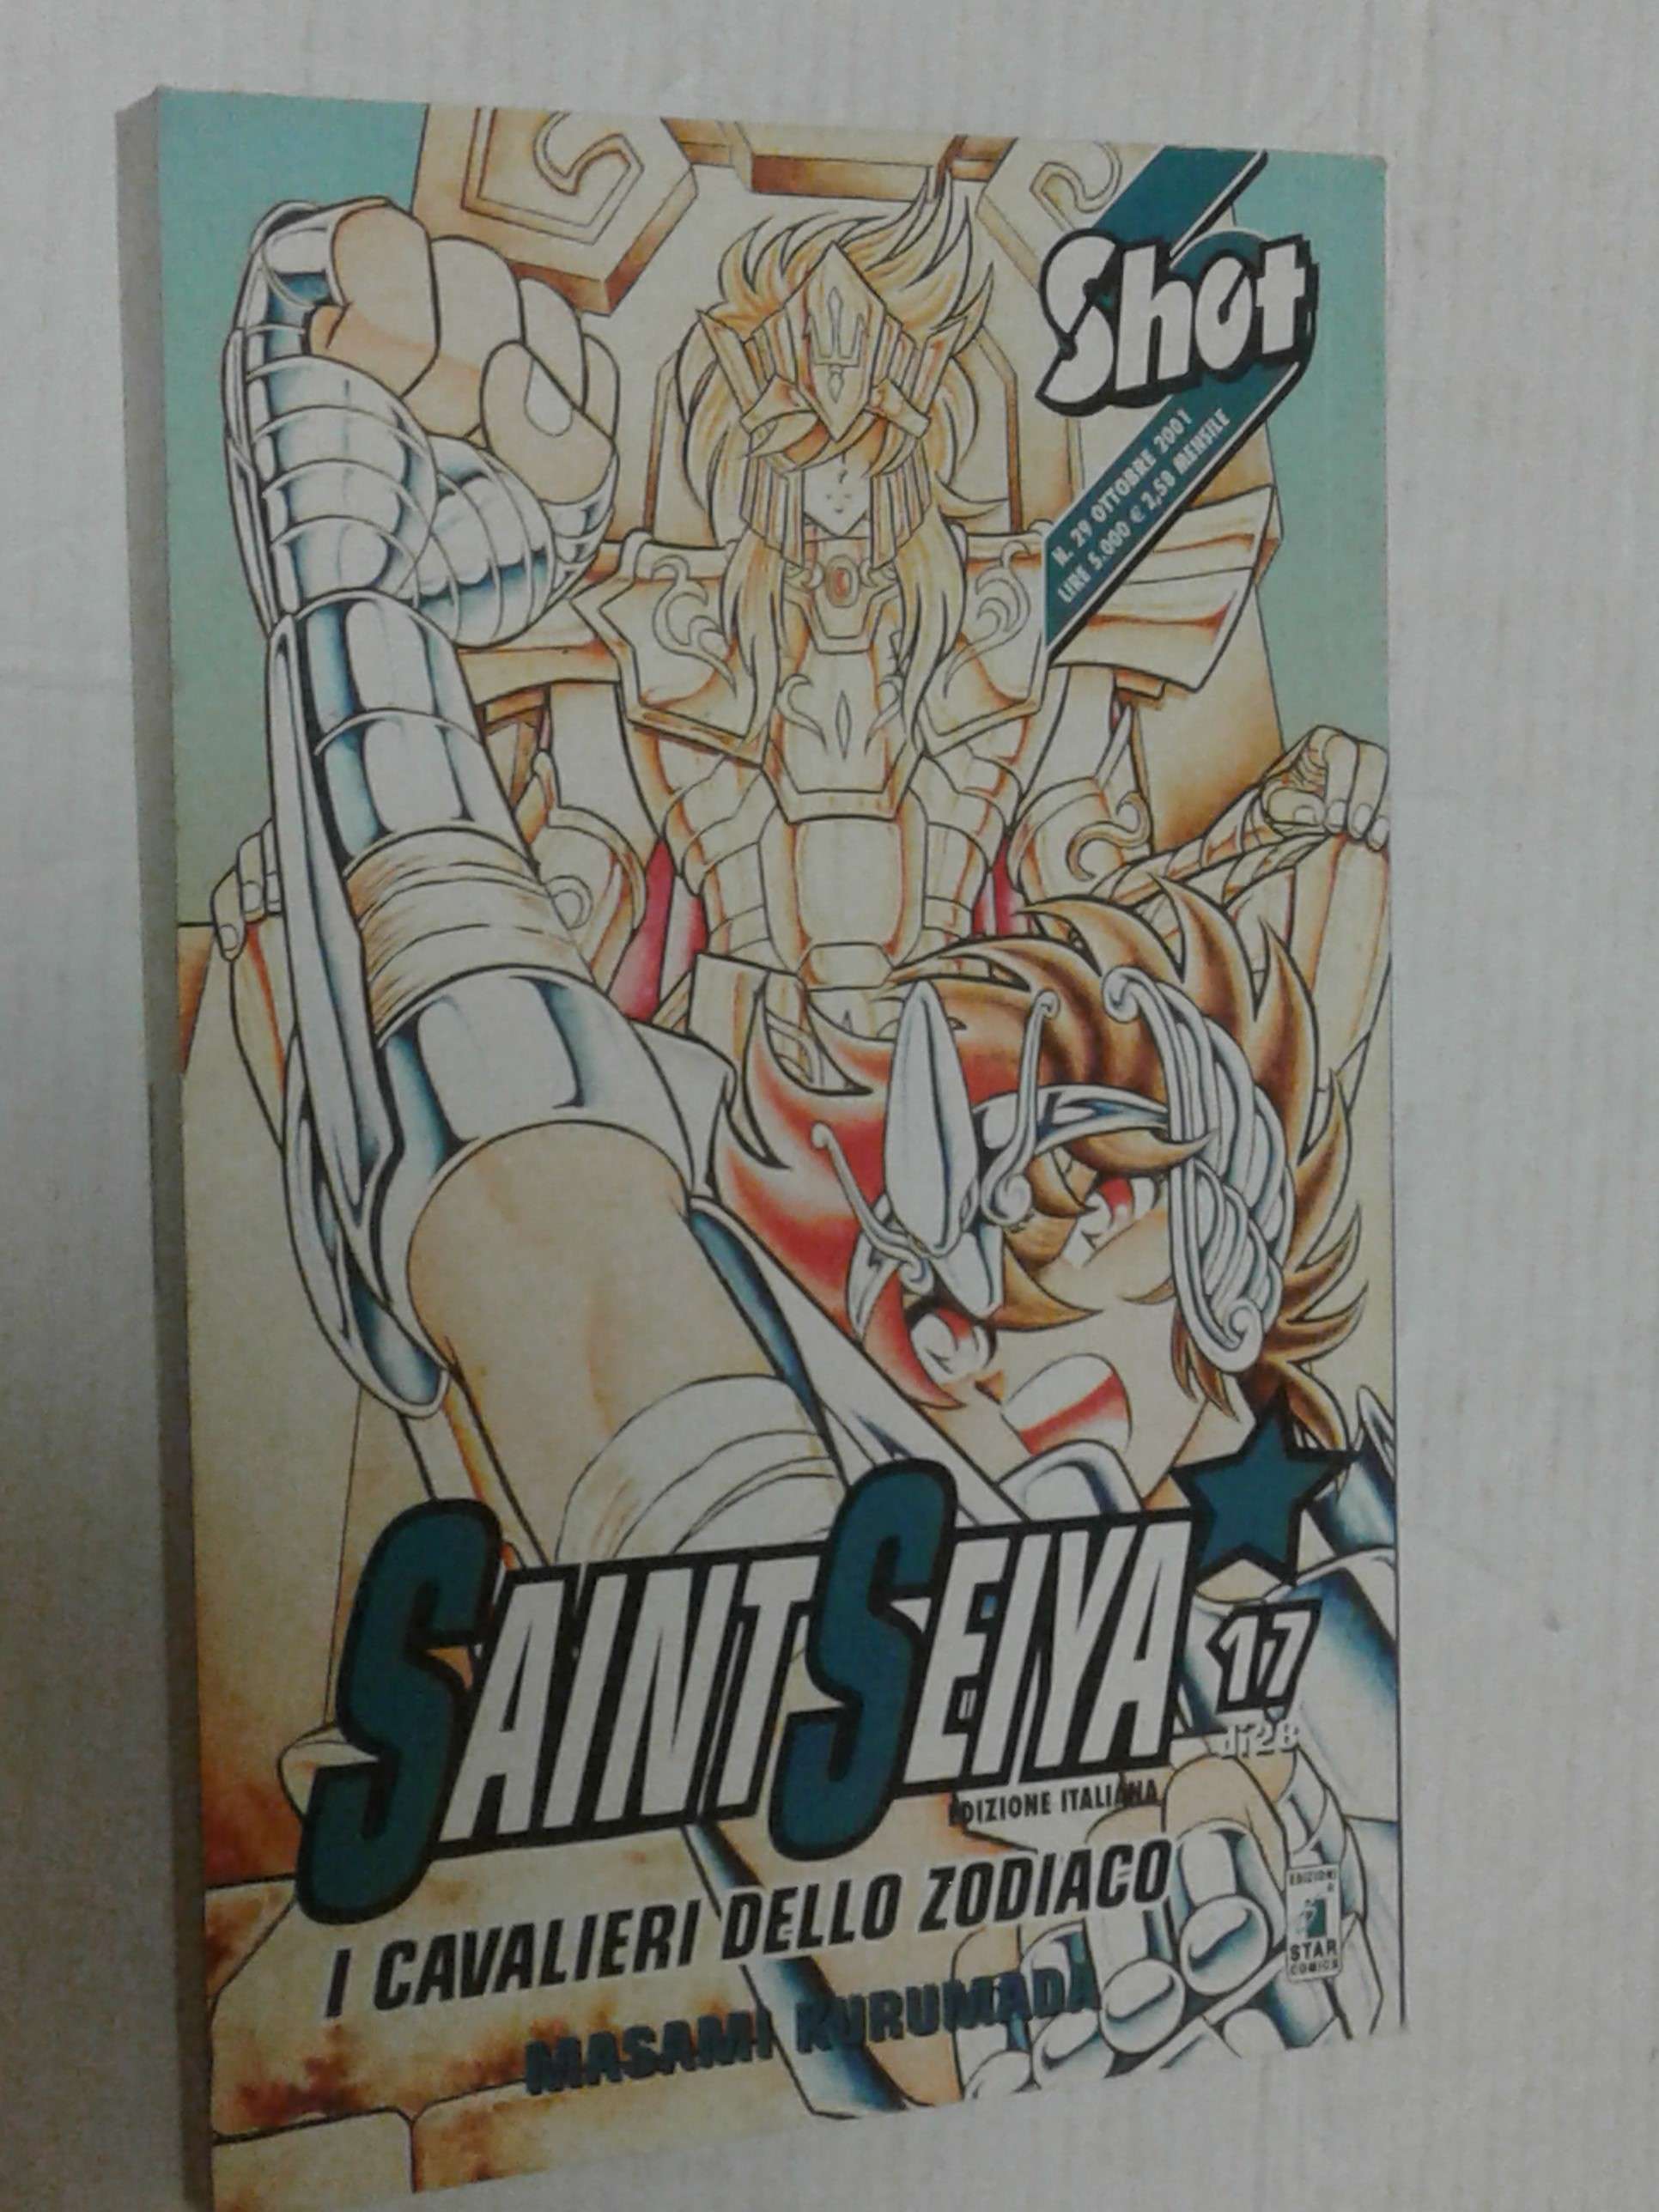 Shot
N. 29 OTTOBRE 2001
LIRE 5.000 € 2,58 MENSILE
SAINT SEIYA
17
di 28
EDIZIONE ITALIANA
I CAVALIERI DELLO ZODIACO
MASAMI KURUMADA
EDIZIONI
STAR
COMICS